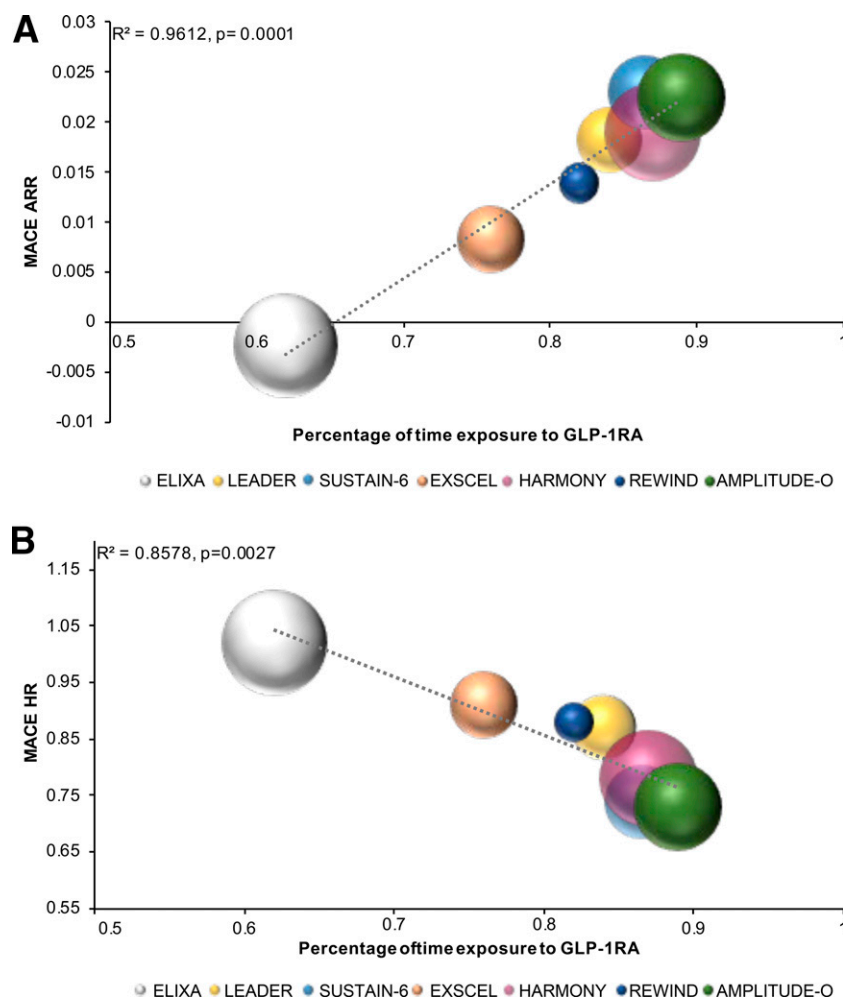 A
R² = 0.9612, p= 0.0001
0.03
0.025
0.02
0.015
0.01
0.005
0
-0.005
-0.01
MACE ARR
0.5 0.6 0.7 0.8 0.9 1
Percentage of time exposure to GLP-1RA
ELIXA LEADER SUSTAIN-6 EXSCEL HARMONY REWIND AMPLITUDE-O
B
R² = 0.8578, p=0.0027
1.15
1.05
0.95
0.85
0.75
0.65
0.55
MACE HR
0.5 0.6 0.7 0.8 0.9 1
Percentage oftime exposure to GLP-1RA
ELIXA LEADER SUSTAIN-6 EXSCEL HARMONY REWIND AMPLITUDE-O